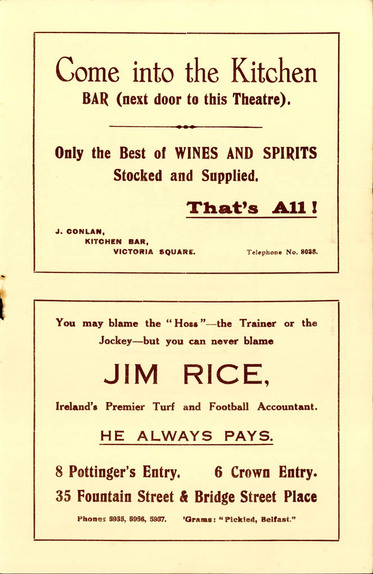 Come into the Kitchen
BAR (next door to this Theatre).
Only the Best of WINES AND SPIRITS
Stocked and Supplied.
That's All!
J. CONLAN,
KITCHEN BAR,
VICTORIA SQUARE.
Telephone No. 8035.
You may blame the "Hoss"—the Trainer or the
Jockey—but you can never blame
JIM RICE,
Ireland's Premier Turf and Football Accountant.
HE ALWAYS PAYS.
8 Pottinger's Entry. 6 Crown Entry.
35 Fountain Street & Bridge Street Place
Phones 5935, 5936, 5937. 'Grams: "Pickled, Belfast."